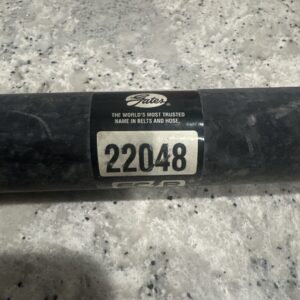 Gates
THE WORLD'S MOST TRUSTED
NAME IN BELTS AND HOSE.
22048